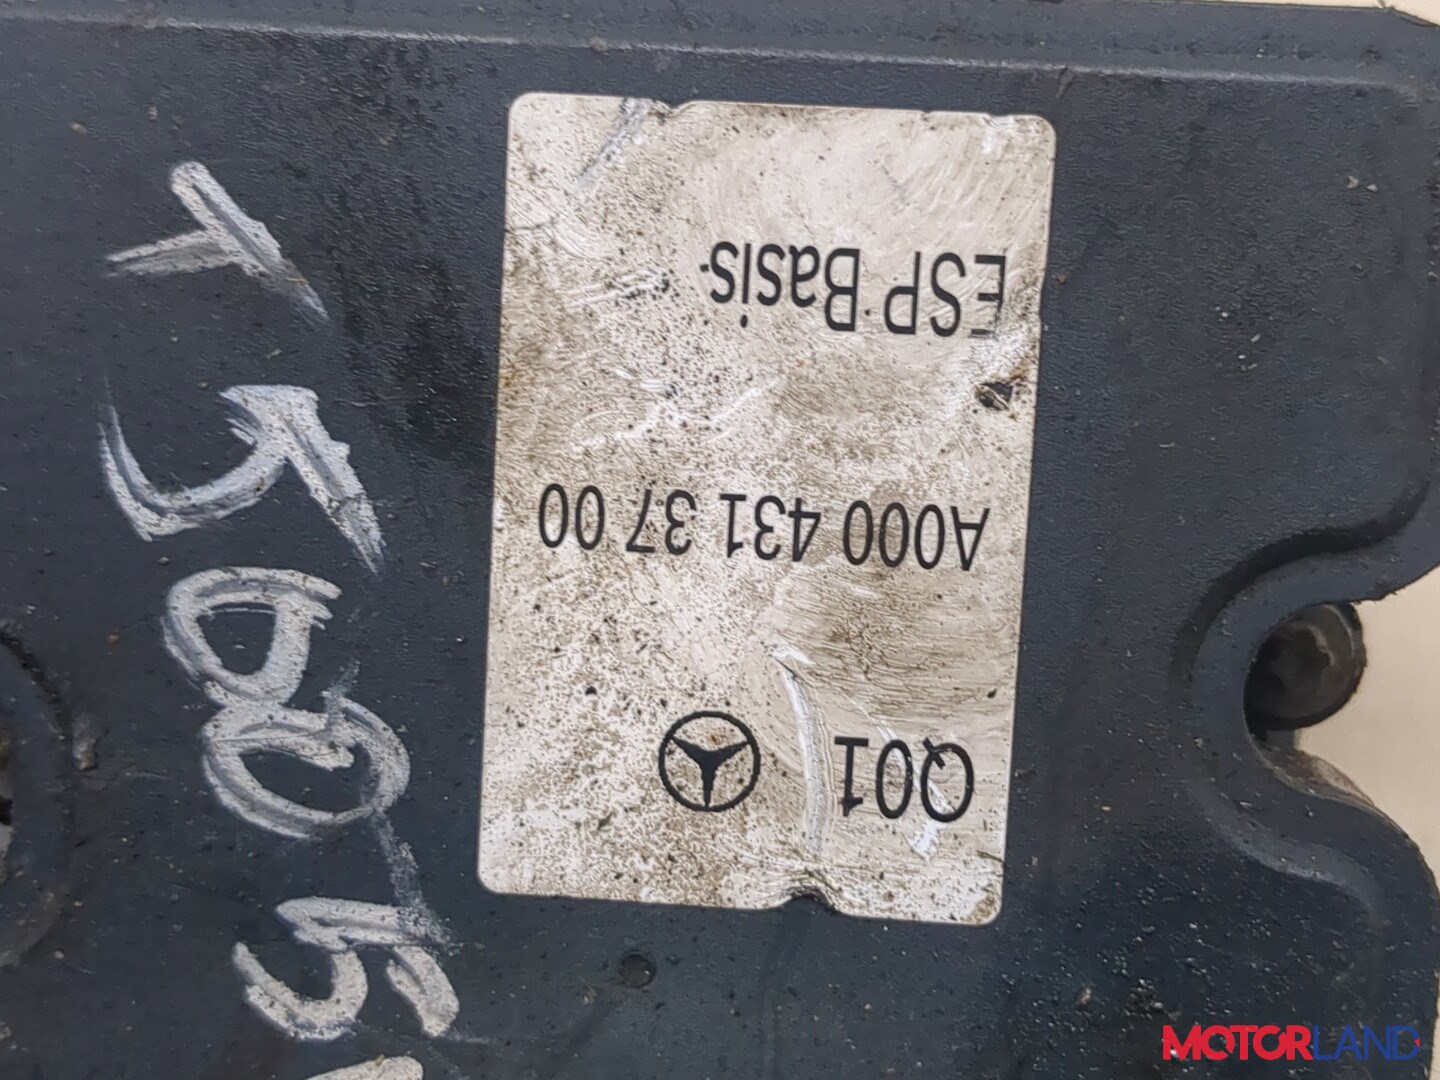 Q01
A000 431 37 00
ESP Basis
MOTORLAND